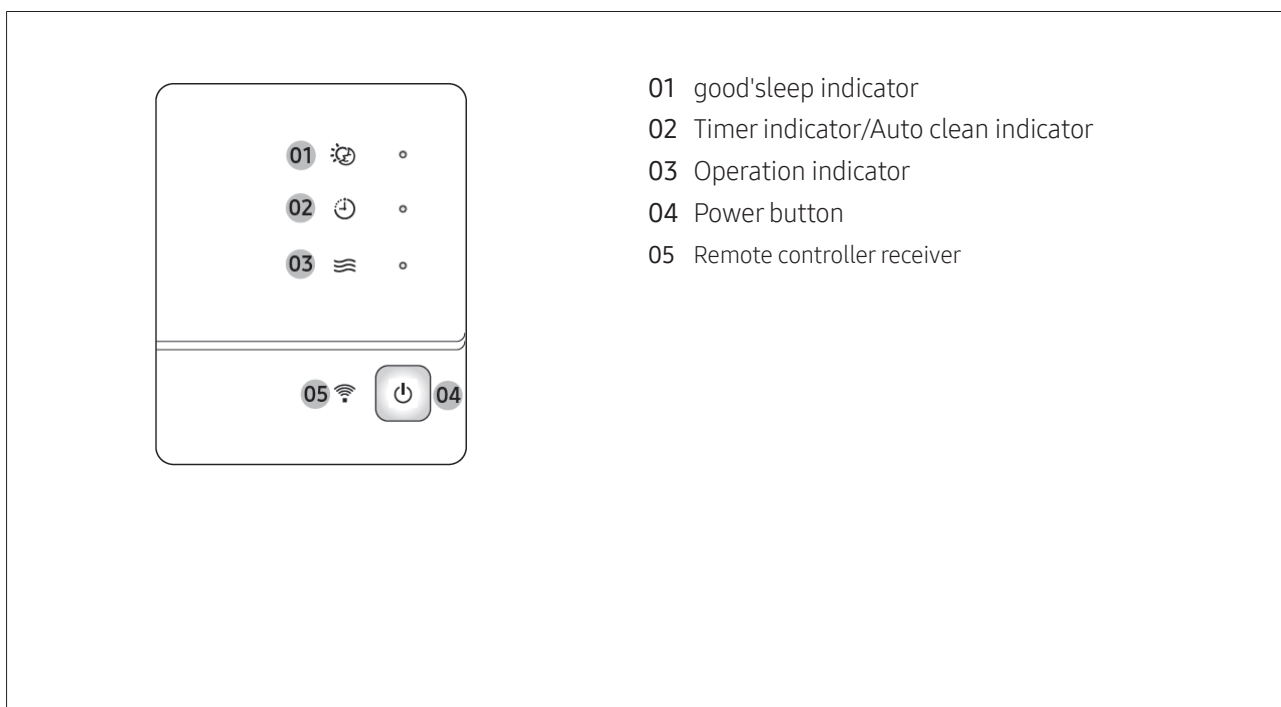 01
02
03
05
04
01 good'sleep indicator
02 Timer indicator/Auto clean indicator
03 Operation indicator
04 Power button
05 Remote controller receiver